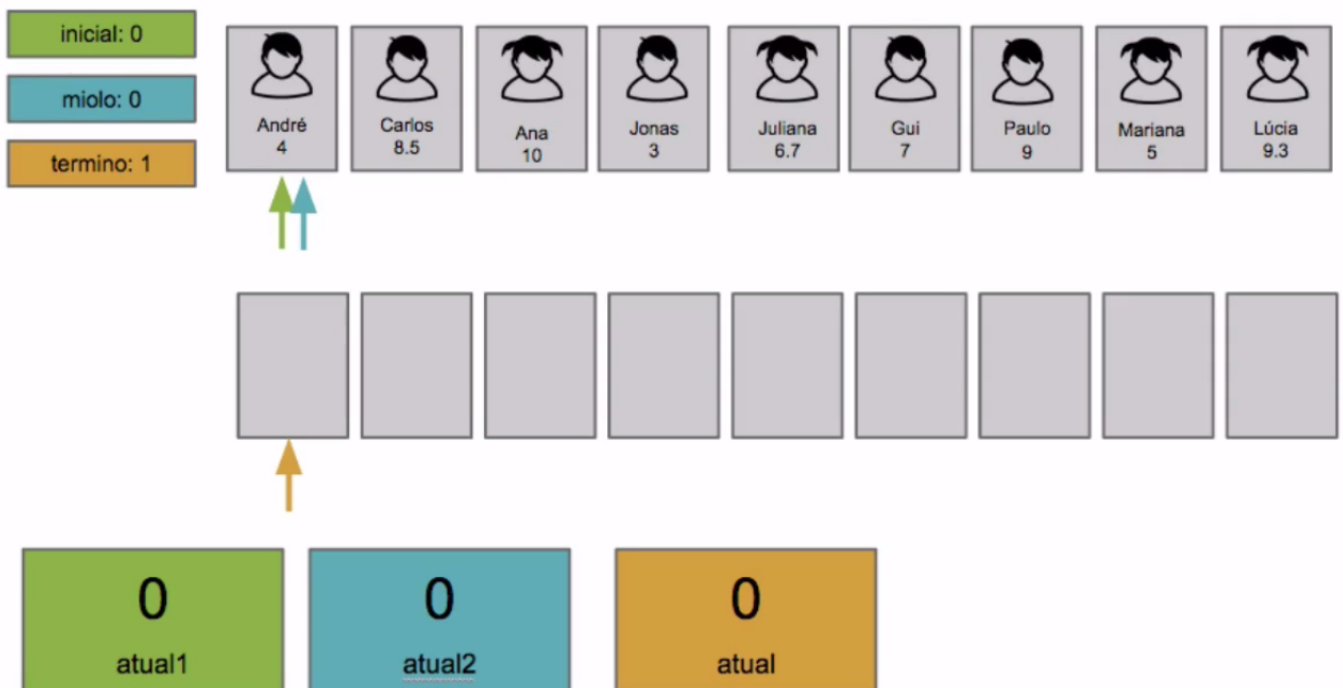 inicial: 0
miolo: 0
termino: 1
André
4
Carlos
8.5
Ana
10
Jonas
3
Juliana
6.7
Gui
7
Paulo
9
Mariana
5
Lúcia
9.3
0
atual1
0
atual2
0
atual